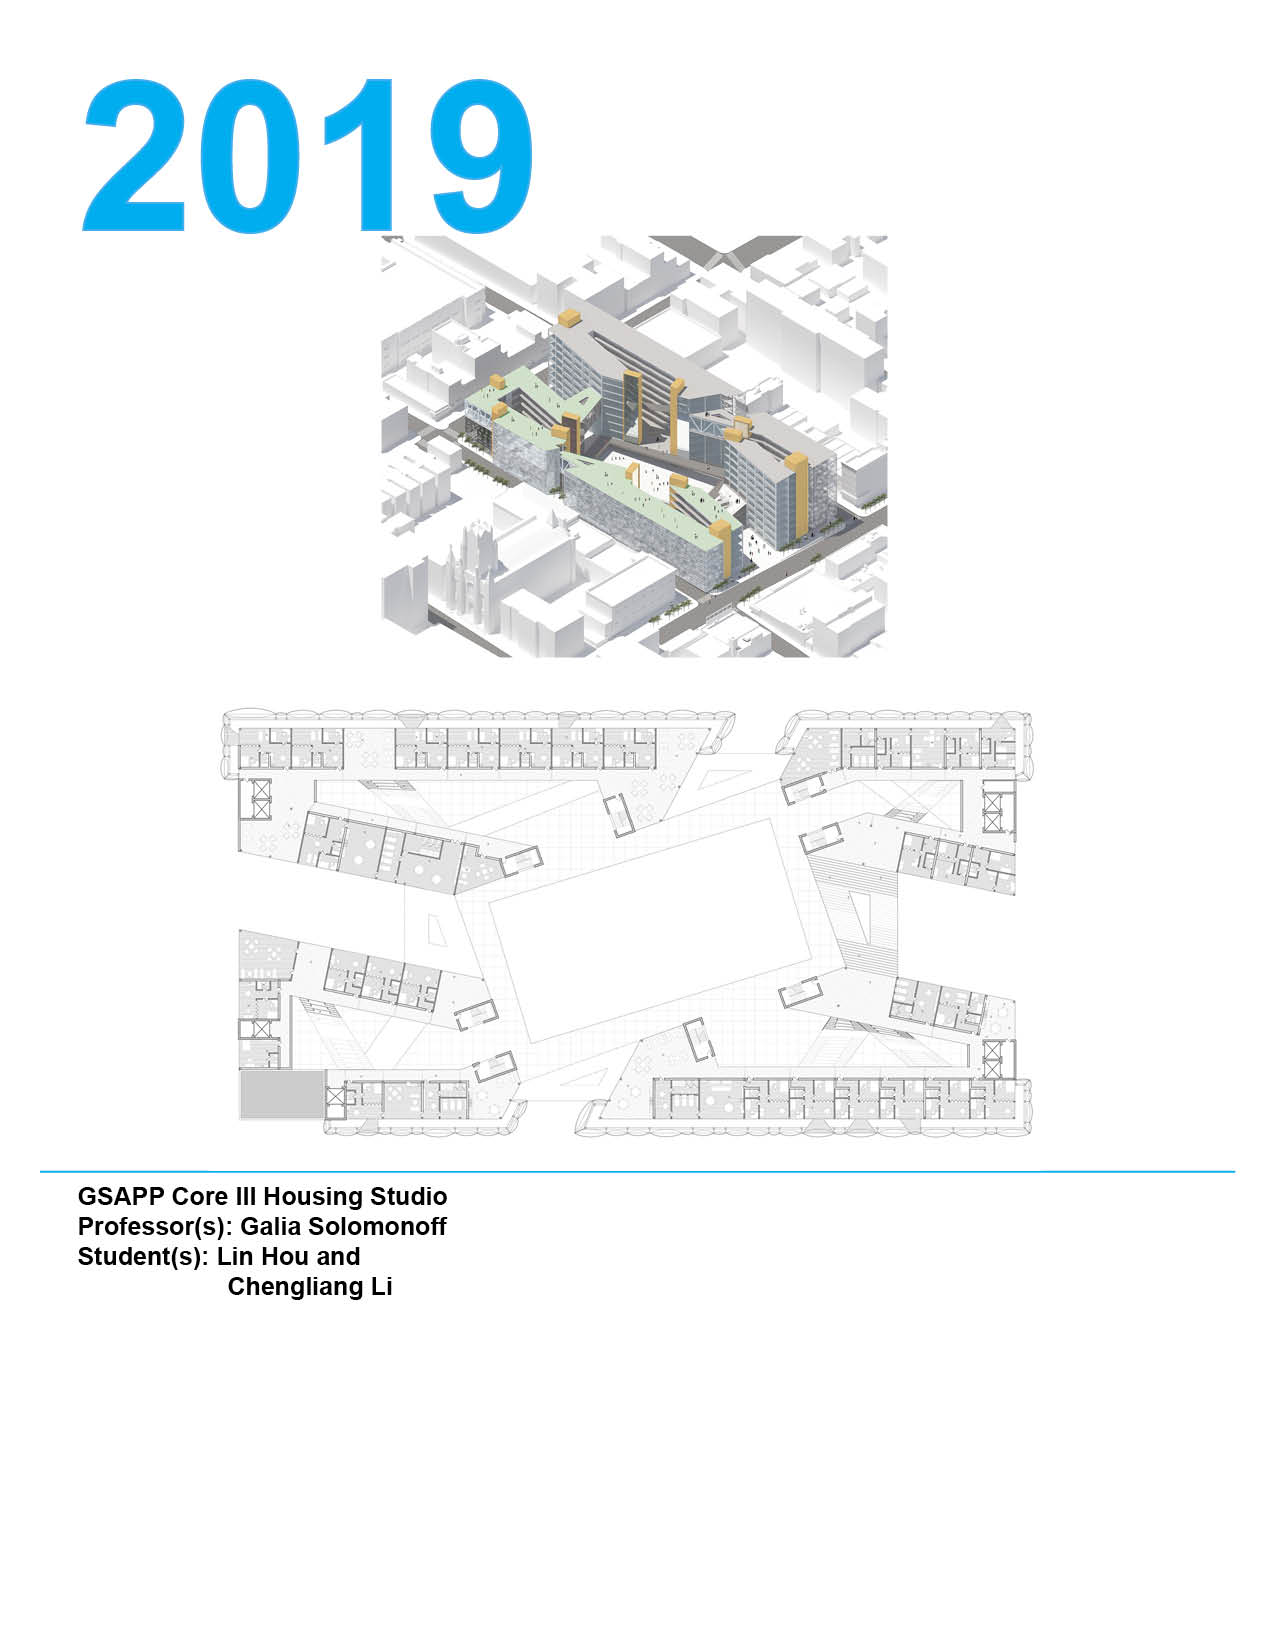 2019
GSAPP Core III Housing Studio
Professor(s): Galia Solomonoff
Student(s): Lin Hou and
Chengliang Li